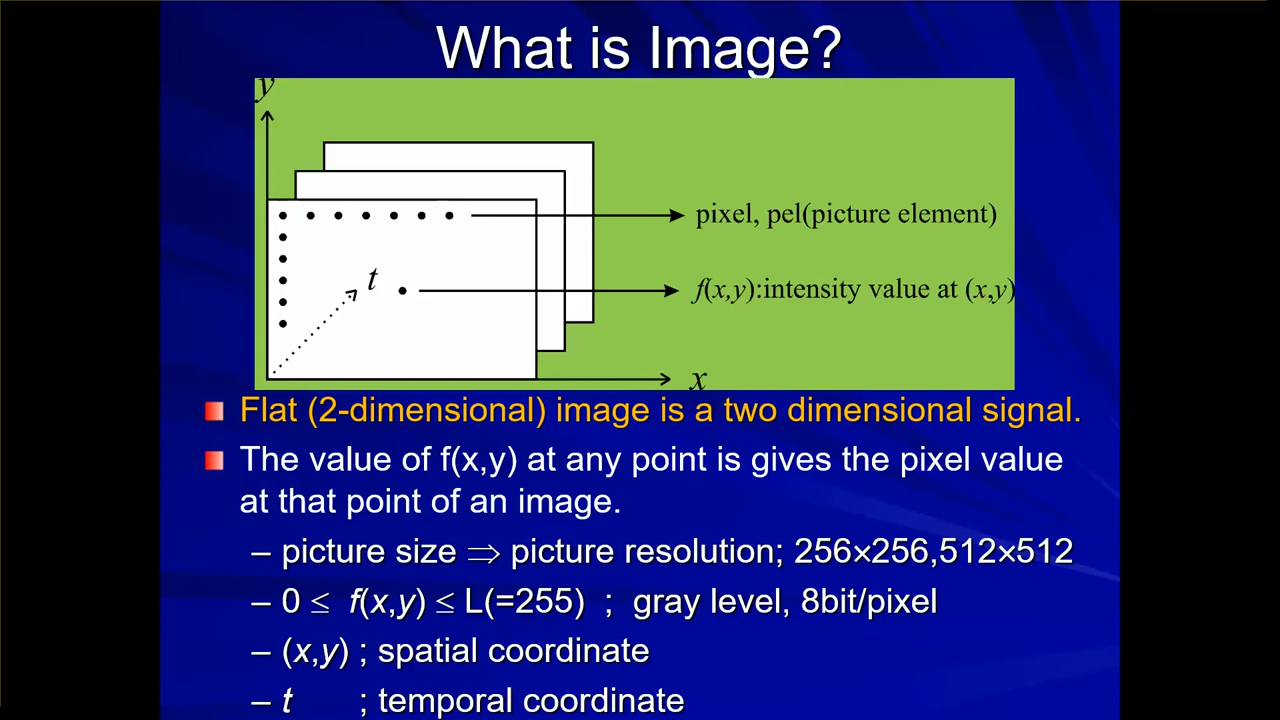 What is Image?
y
pixel, pel(picture element)
t
f(x,y):intensity value at (x,y)
x
Flat (2-dimensional) image is a two dimensional signal.
The value of f(x,y) at any point is gives the pixel value
at that point of an image.
– picture size ⇒ picture resolution; 256×256,512×512
– 0 ≤ f(x,y) ≤ L(=255) ; gray level, 8bit/pixel
– (x,y) ; spatial coordinate
– t ; temporal coordinate